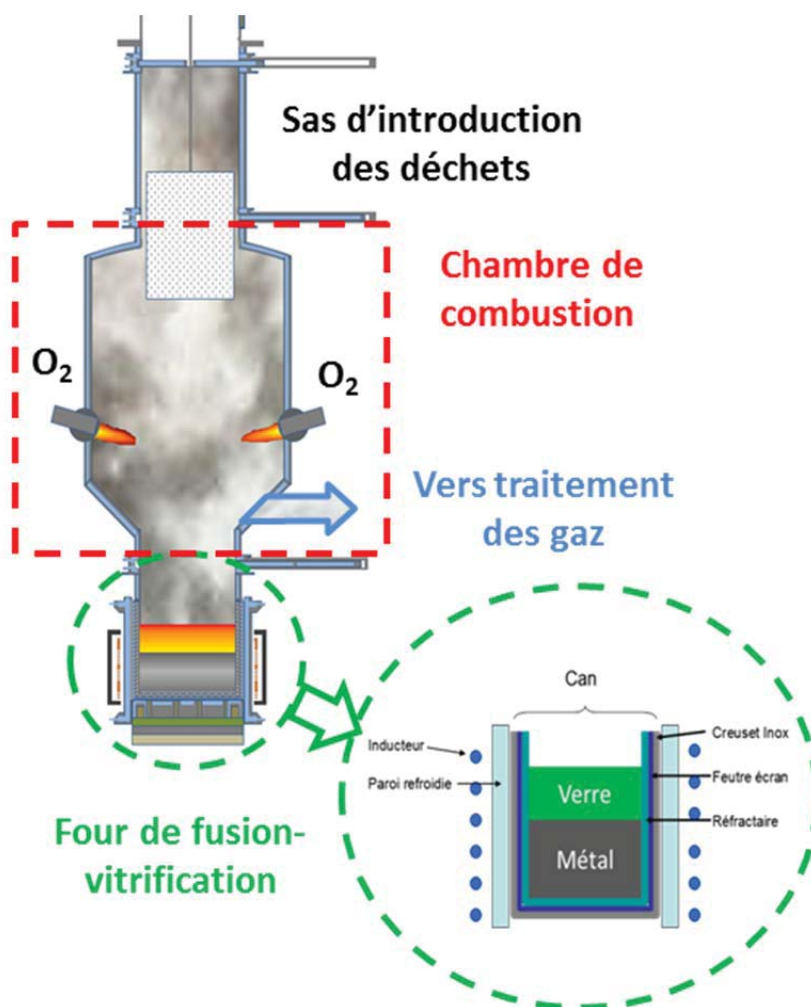 Sas d’introduction
des déchets
Chambre de
combustion
O₂
O₂
Vers traitement
des gaz
Can
Inducteur
Creuset Inox
Paroi refroidie
Feutre écran
Verre
Réfractaire
Métal
Four de fusion-
vitrification